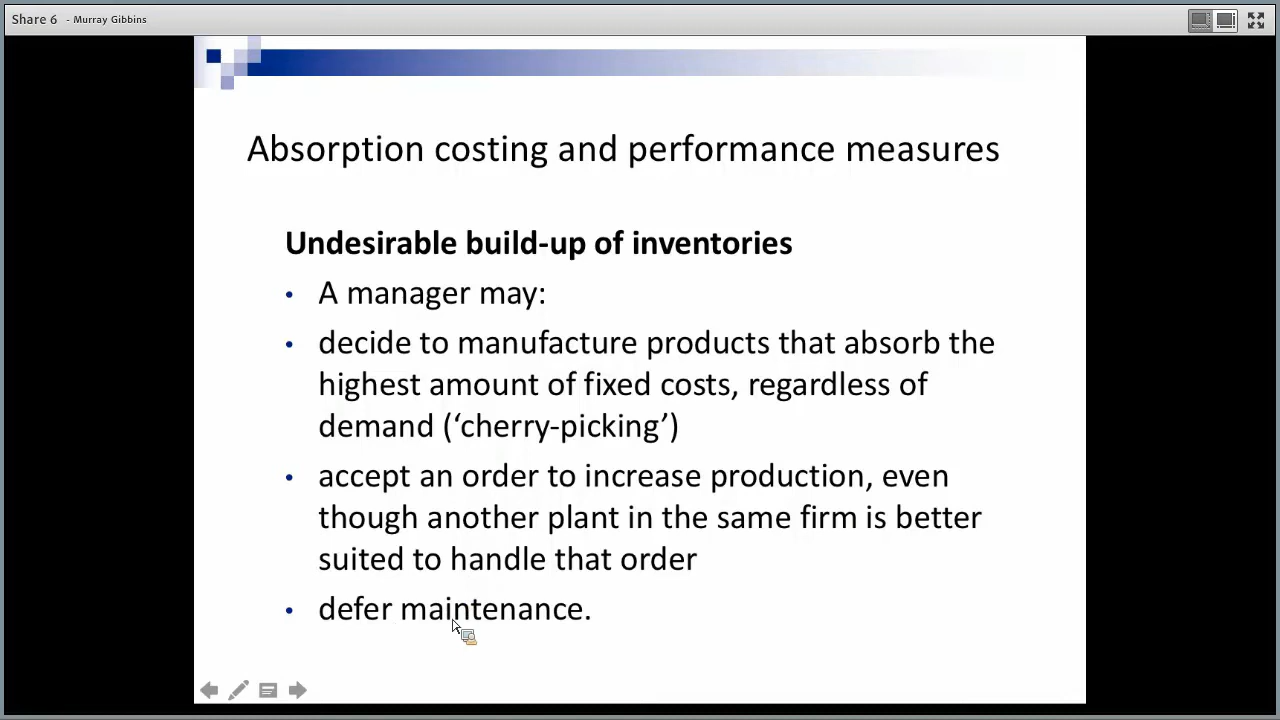 Share 6 - Murray Gibbins
Absorption costing and performance measures
Undesirable build-up of inventories
• A manager may:
• decide to manufacture products that absorb the
highest amount of fixed costs, regardless of
demand (‘cherry-picking’)
• accept an order to increase production, even
though another plant in the same firm is better
suited to handle that order
• defer maintenance.